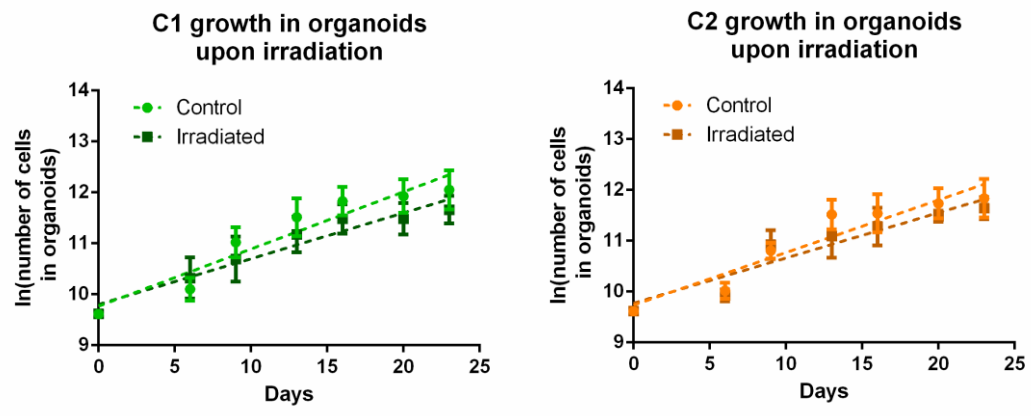 C1 growth in organoids
upon irradiation
Control
Irradiated
ln(number of cells
in organoids)
14
13
12
11
10
9
0 5 10 15 20 25
Days
C2 growth in organoids
upon irradiation
Control
Irradiated
ln(number of cells
in organoids)
14
13
12
11
10
9
0 5 10 15 20 25
Days